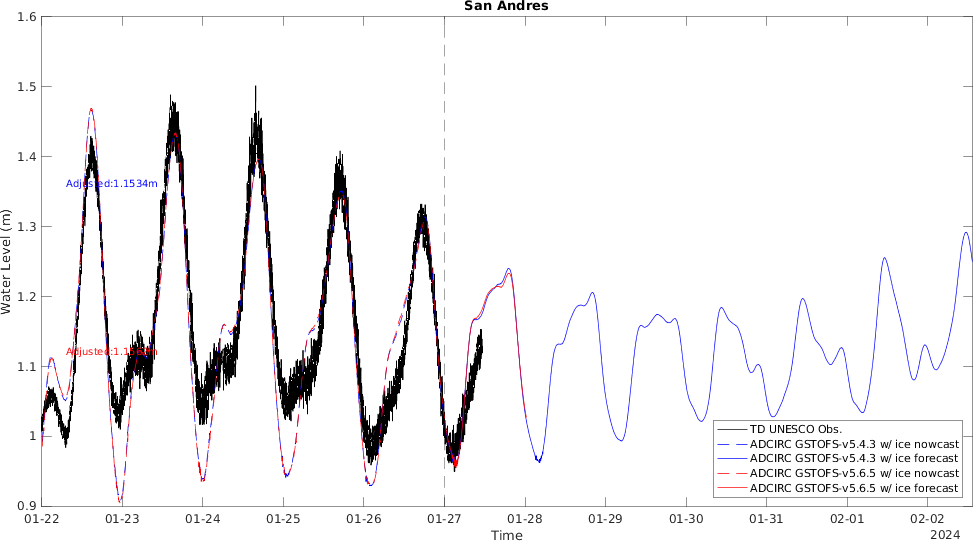 San Andres
1.6
1.5
1.4
1.3
1.2
1.1
1
0.9
Water Level (m)
Adjusted:1.1534m
01-22
01-23
01-24
01-25
01-26
01-27
01-28
01-29
01-30
01-31
02-01
02-02
Time
2024
TD UNESCO Obs.
ADCIRC GSTOFS-v5.4.3 w/ ice nowcast
ADCIRC GSTOFS-v5.4.3 w/ ice forecast
ADCIRC GSTOFS-v5.6.5 w/ ice nowcast
ADCIRC GSTOFS-v5.6.5 w/ ice forecast